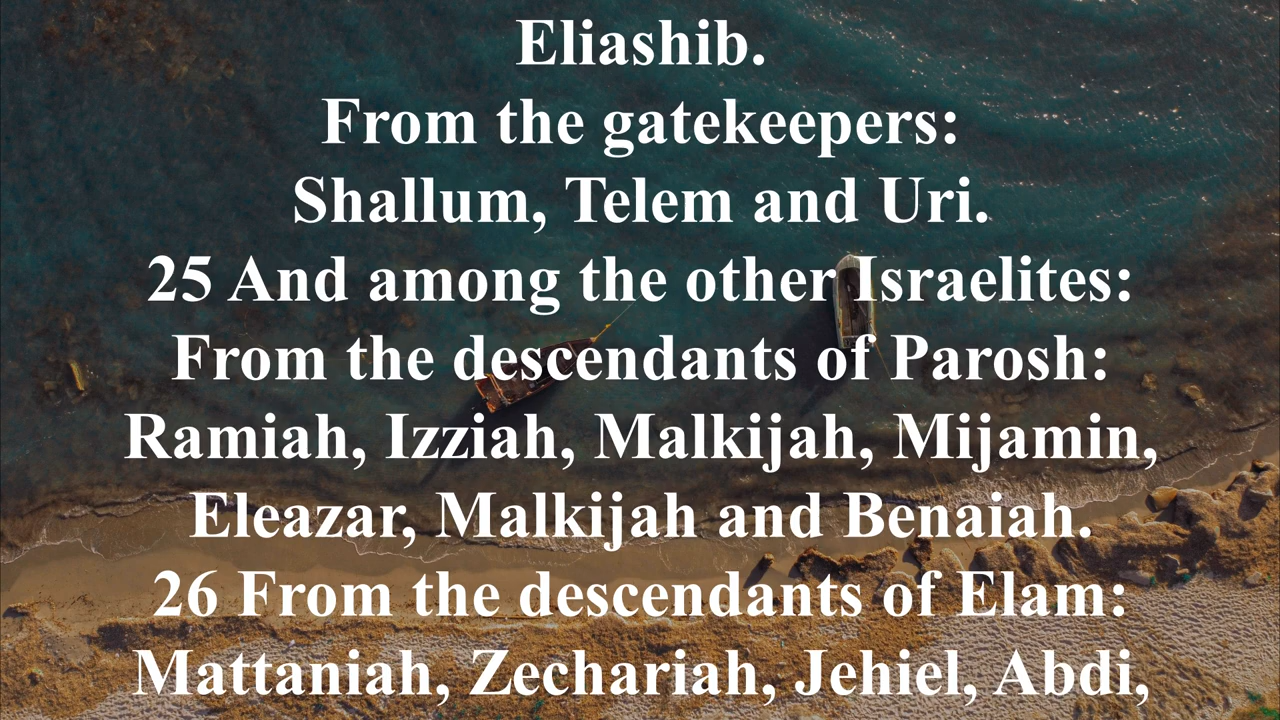 Eliashib.
From the gatekeepers:
Shallum, Telem and Uri.
25 And among the other Israelites:
From the descendants of Parosh:
Ramiah, Izziah, Malkijah, Mijamin,
Eleazar, Malkijah and Benaiah.
26 From the descendants of Elam:
Mattaniah, Zechariah, Jehiel, Abdi,